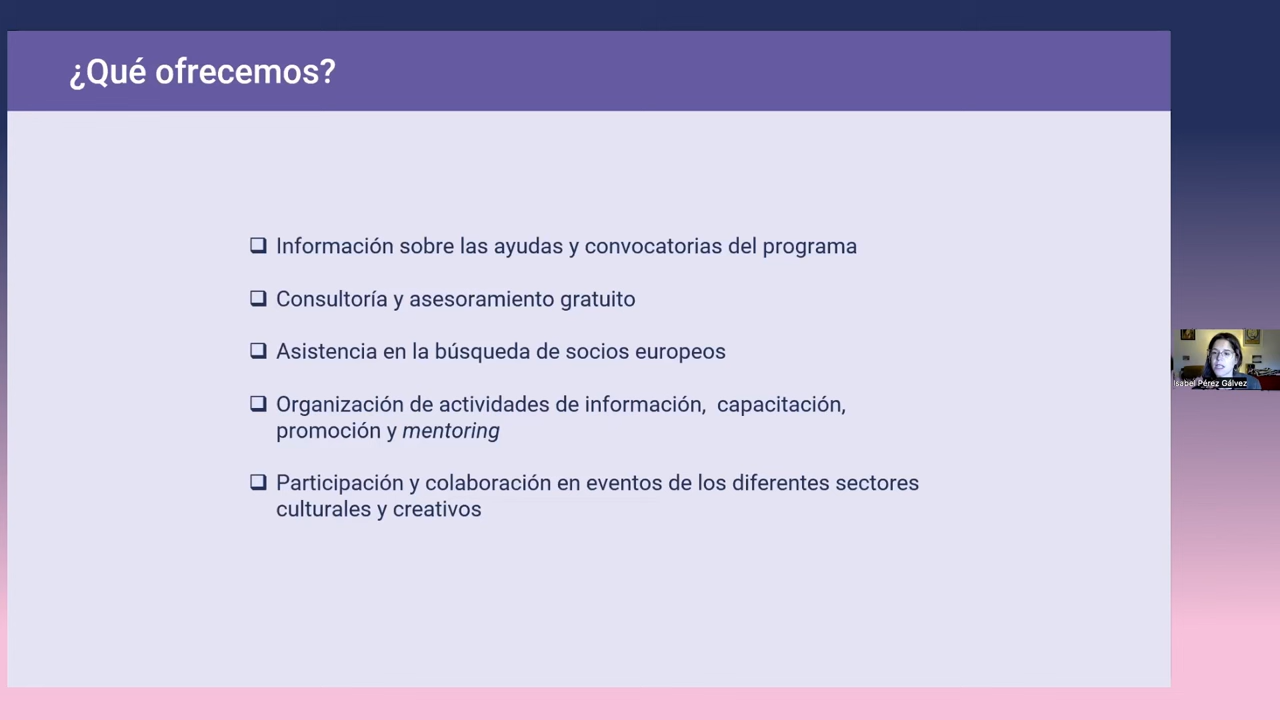 ¿Qué ofrecemos?
❑ Información sobre las ayudas y convocatorias del programa
❑ Consultoría y asesoramiento gratuito
❑ Asistencia en la búsqueda de socios europeos
❑ Organización de actividades de información, capacitación,
promoción y mentoring
❑ Participación y colaboración en eventos de los diferentes sectores
culturales y creativos
Isabel Pérez Gálvez